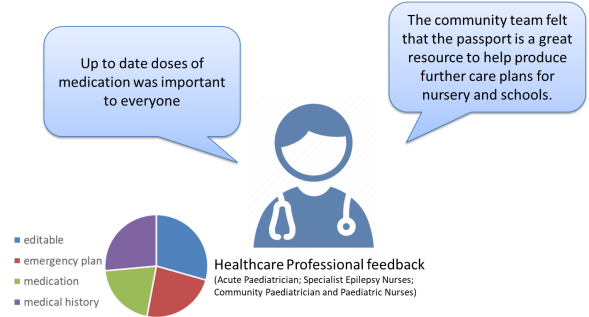 Up to date doses of
medication was important
to everyone
The community team felt
that the passport is a great
resource to help produce
further care plans for
nursery and schools.
editable
emergency plan
medication
medical history
Healthcare Professional feedback
(Acute Paediatrician; Specialist Epilepsy Nurses;
Community Paediatrician and Paediatric Nurses)